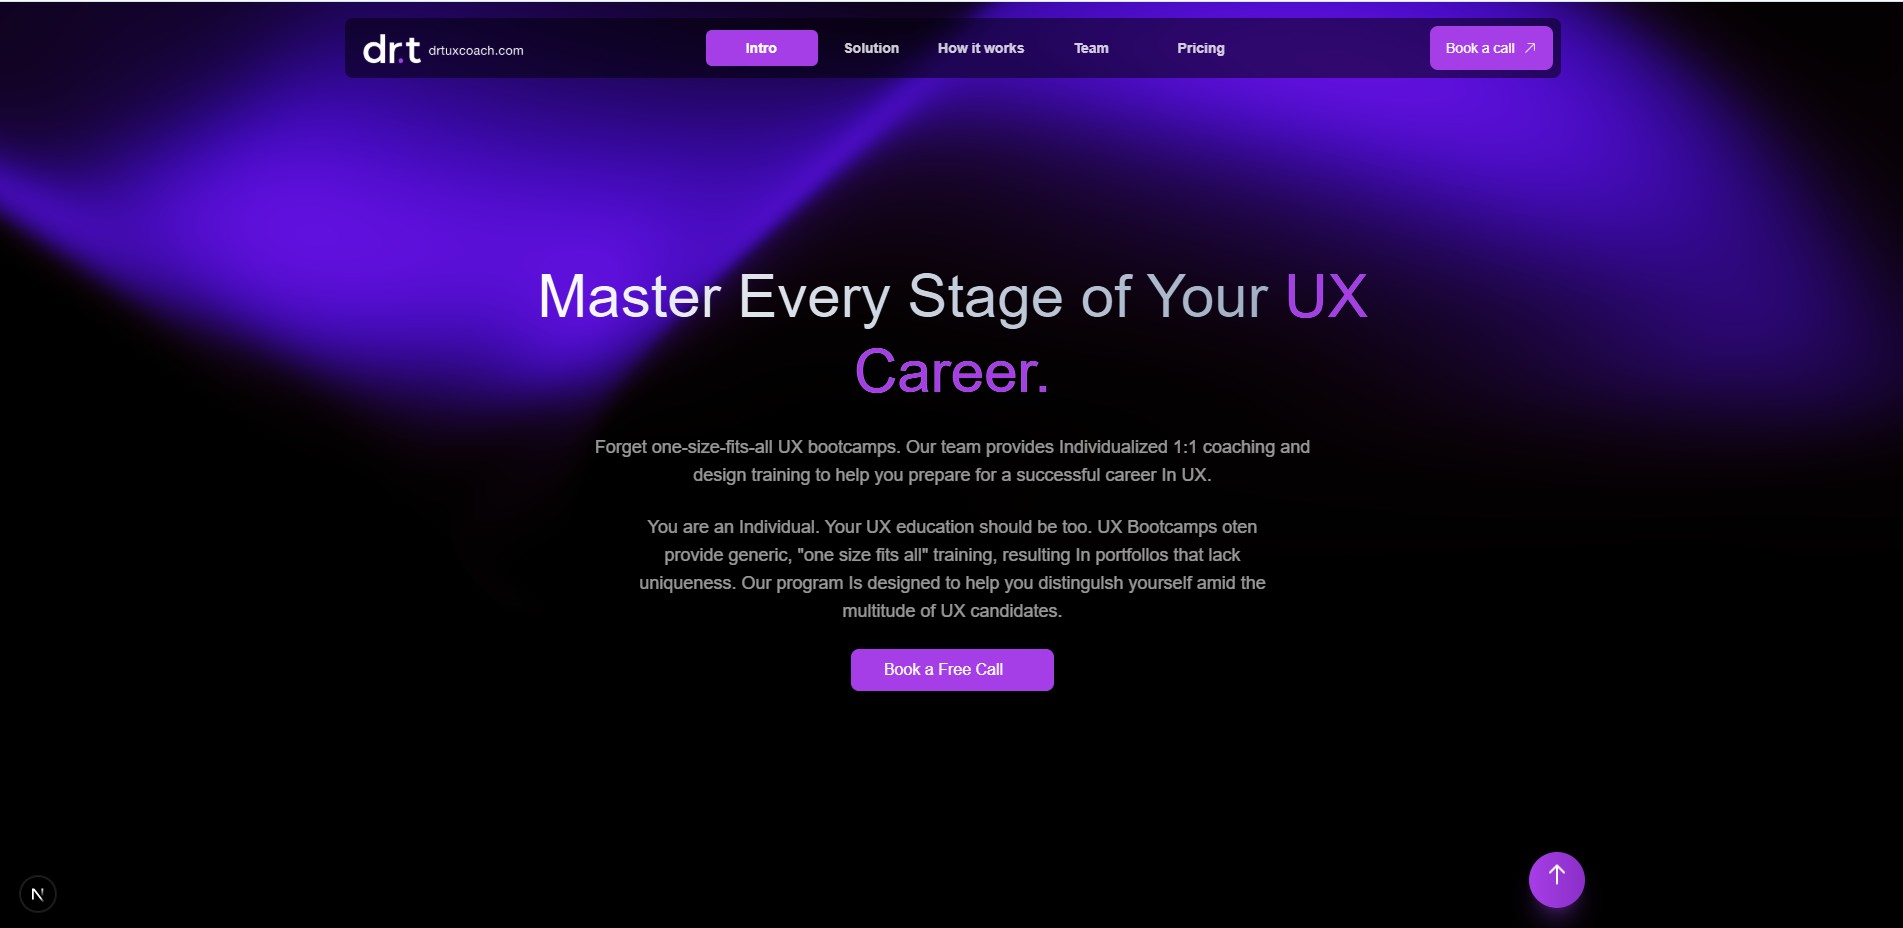 dr.t drtuxcoach.com
Intro
Solution
How it works
Team
Pricing
Book a call
Master Every Stage of Your UX
Career.
Forget one-size-fits-all UX bootcamps. Our team provides Individualized 1:1 coaching and
design training to help you prepare for a successful career In UX.
You are an Individual. Your UX education should be too. UX Bootcamps oten
provide generic, "one size fits all" training, resulting In portfollos that lack
uniqueness. Our program Is designed to help you distingulsh yourself amid the
multitude of UX candidates.
Book a Free Call
N